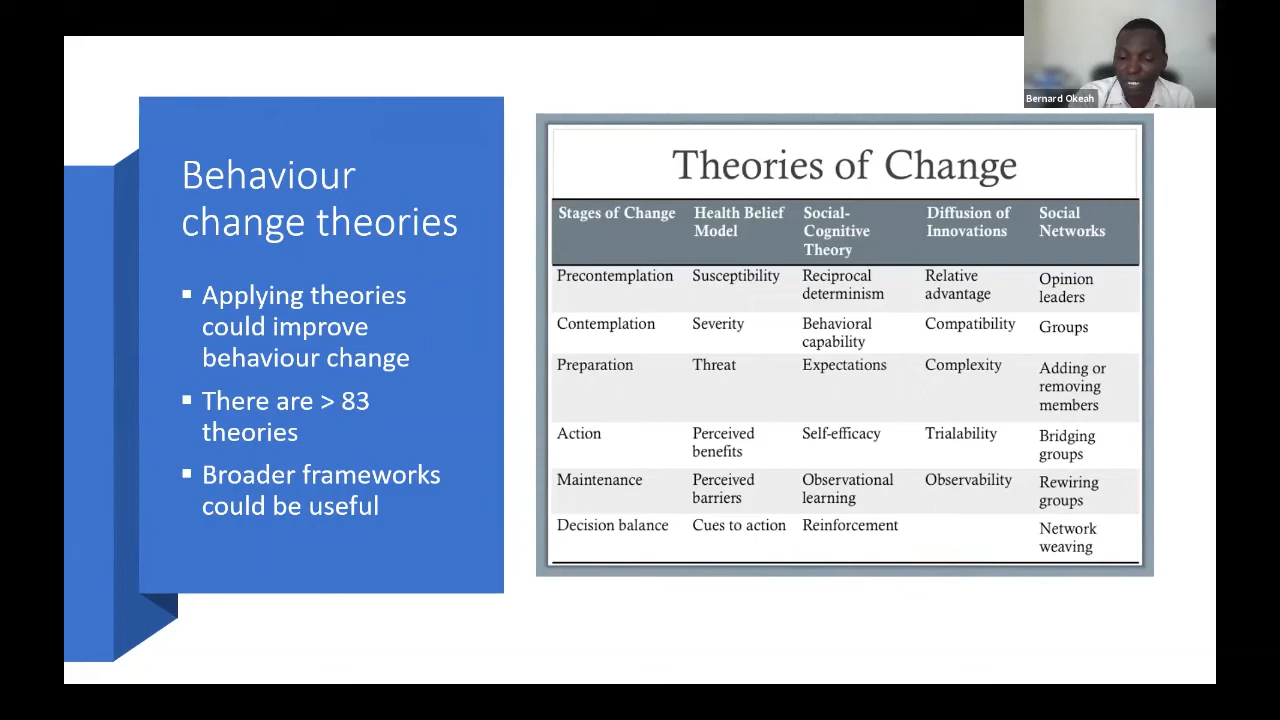 Bernard Okeah
Behaviour
change theories
▪ Applying theories
could improve
behaviour change
▪ There are > 83
theories
▪ Broader frameworks
could be useful
Theories of Change
Stages of Change
Health Belief
Model
Social-
Cognitive
Theory
Diffusion of
Innovations
Social
Networks
Precontemplation
Susceptibility
Reciprocal
determinism
Relative
advantage
Opinion
leaders
Contemplation
Severity
Behavioral
capability
Compatibility
Groups
Preparation
Threat
Expectations
Complexity
Adding or
removing
members
Action
Perceived
benefits
Self-efficacy
Trialability
Bridging
groups
Maintenance
Perceived
barriers
Observational
learning
Observability
Rewiring
groups
Decision balance
Cues to action
Reinforcement
Network
weaving